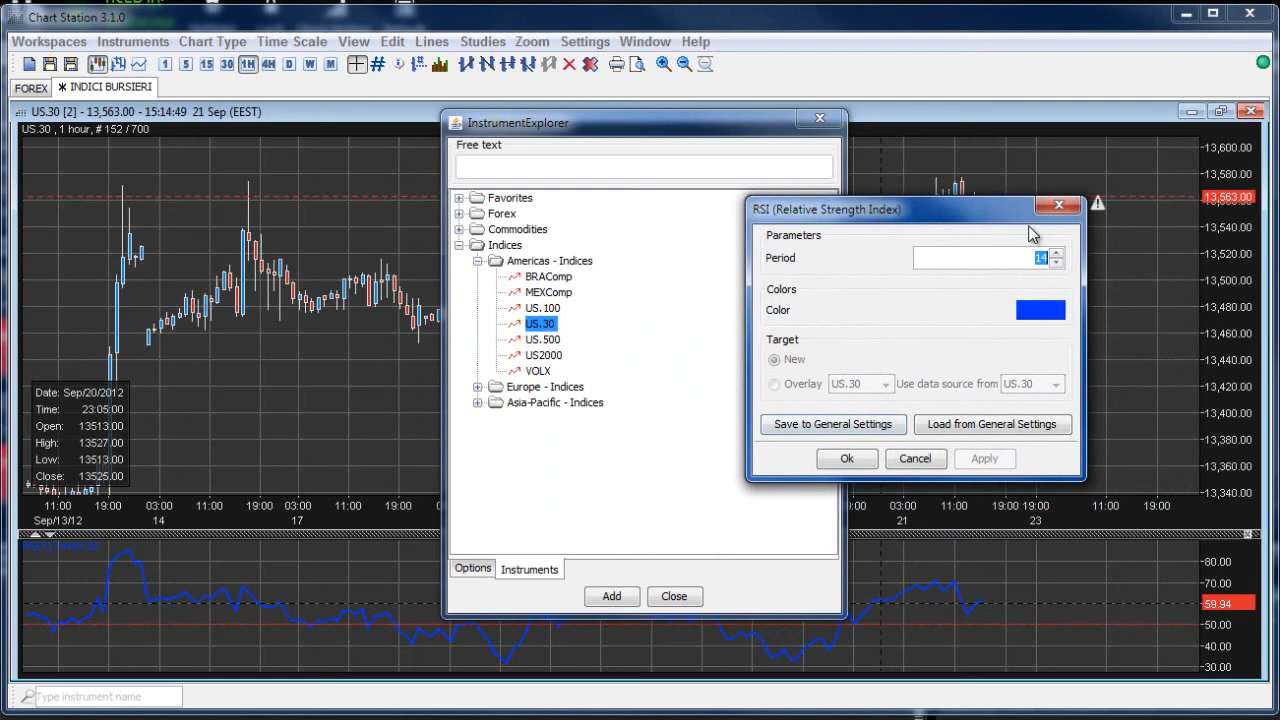 Chart Station 3.1.0
Workspaces Instruments Chart Type Time Scale View Edit Lines Studies Zoom Settings Window Help
1 5 15 30 1H 4H D W M
FOREX * INDICI BURSIERI
US.30 [2] - 13,563.00 - 15:14:49 21 Sep (EEST)
US.30 , 1 hour, # 152 / 700
13,600.00
13,563.00
13,540.00
13,520.00
13,500.00
13,480.00
13,460.00
13,440.00
13,420.00
13,400.00
13,380.00
13,360.00
13,340.00
Date: Sep/20/2012
Time: 23:05:00
Open: 13513.00
High: 13527.00
Low: 13513.00
Close: 13525.00
11:00 19:00 03:00 11:00 19:00 03:00 11:00 19:00 03:00
Sep/13/12 14 17
03:00 11:00 19:00 19:00 03:00 11:00 19:00
21 23
80.00
70.00
59.94
50.00
40.00
30.00
InstrumentExplorer
Free text
Favorites
Forex
Commodities
Indices
Americas - Indices
BRAComp
MEXComp
US.100
US.30
US.500
US2000
VOLX
Europe - Indices
Asia-Pacific - Indices
Options Instruments
Add Close
RSI (Relative Strength Index)
Parameters
Period 14
Colors
Color
Target
New
Overlay US.30 Use data source from US.30
Save to General Settings Load from General Settings
Ok Cancel Apply
Type instrument name